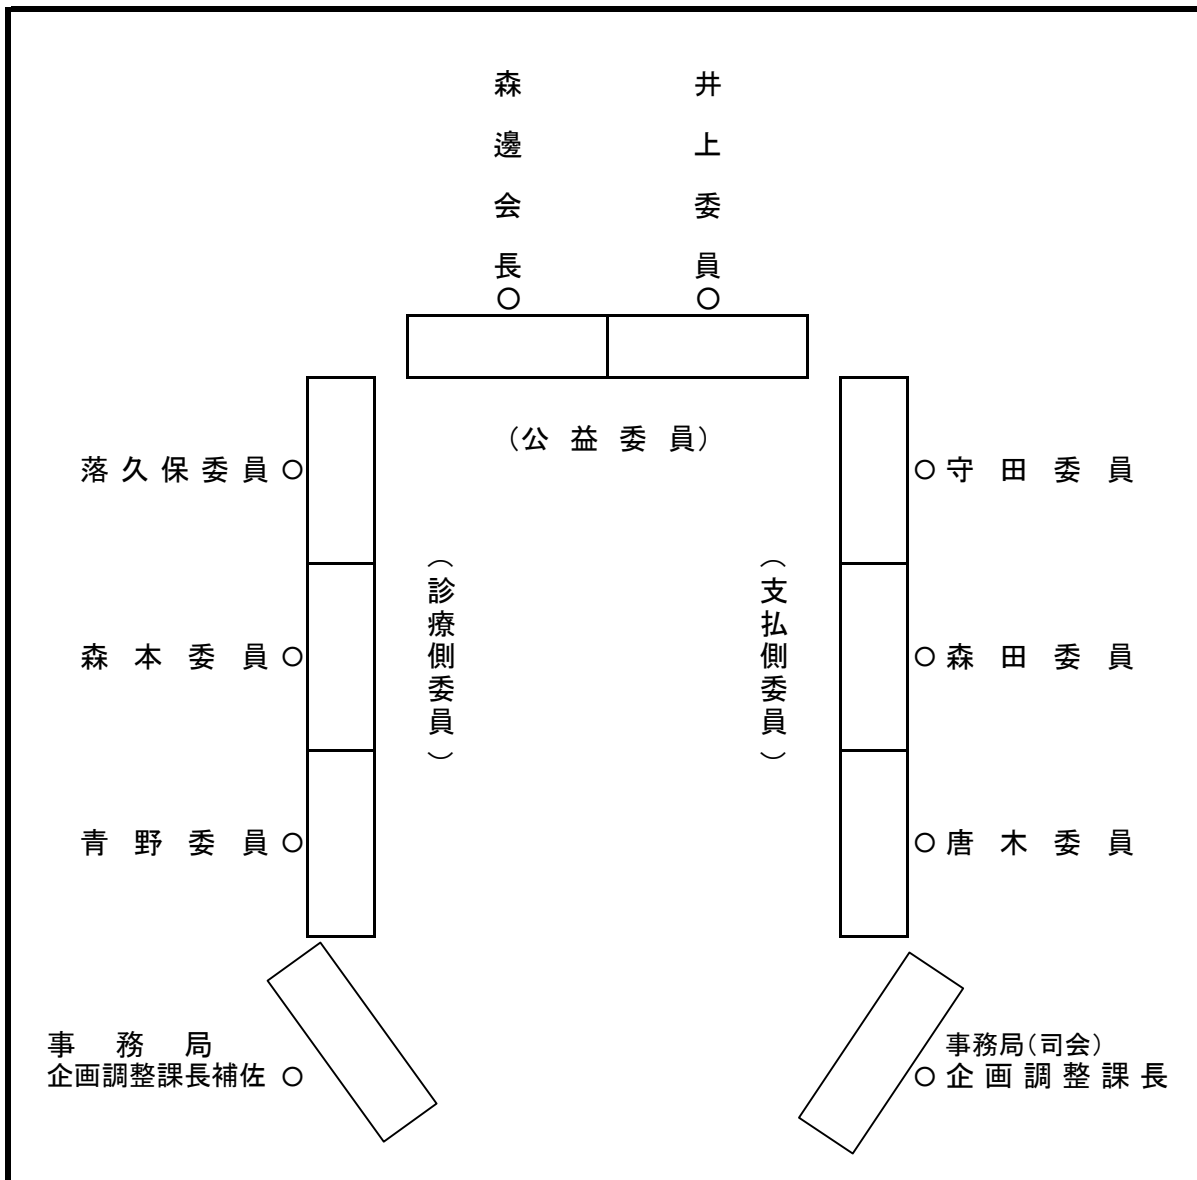 森邊会長
井上委員
（公益委員）
落久保委員
守田委員
（診療側委員）
（支払側委員）
森本委員
森田委員
青野委員
唐木委員
事務局
企画調整課長補佐
事務局（司会）
企画調整課長